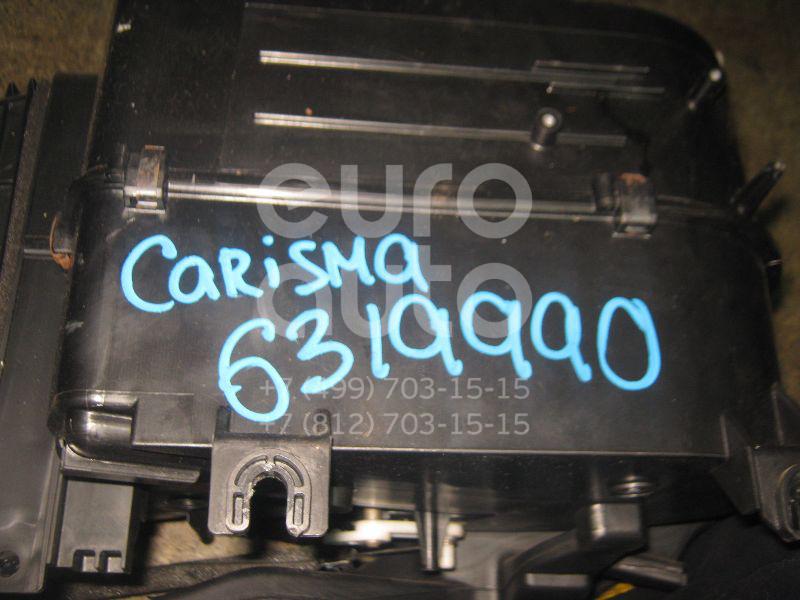 euro
auto
CARISMA
6319990
+7 (499) 703-15-15
+7 (812) 703-15-15